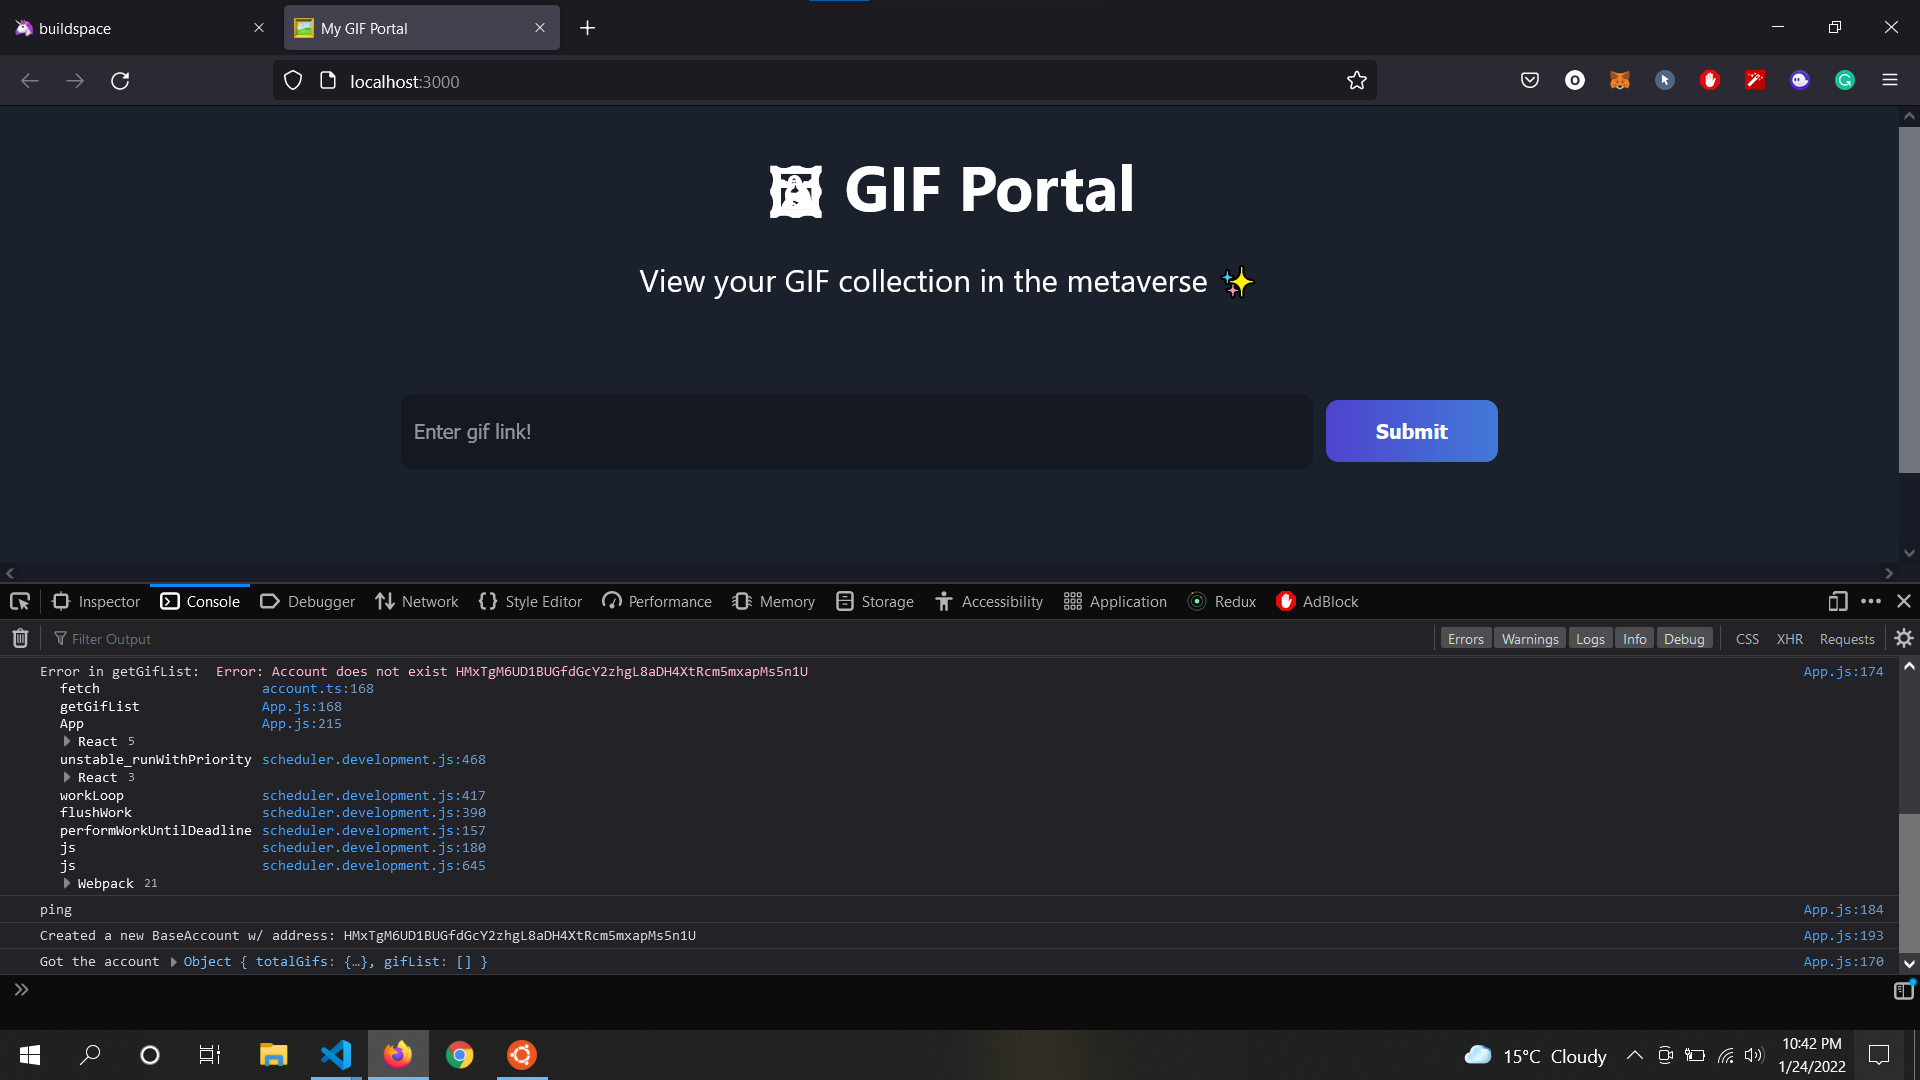 buildspace
My GIF Portal
localhost:3000
GIF Portal
View your GIF collection in the metaverse ✨
Enter gif link!
Submit
Inspector Console Debugger Network Style Editor Performance Memory Storage Accessibility Application Redux AdBlock
Filter Output
Errors Warnings Logs Info Debug CSS XHR Requests
Error in getGifList: Error: Account does not exist HMxTgM6UD1BUGfdGcY2zhgL8aDH4XtRcm5mxapMs5n1U App.js:174
fetch account.ts:168
getGifList App.js:168
App App.js:215
React 5
unstable_runWithPriority scheduler.development.js:468
React 3
workLoop scheduler.development.js:417
flushWork scheduler.development.js:390
performWorkUntilDeadline scheduler.development.js:157
js scheduler.development.js:180
js scheduler.development.js:645
Webpack 21
ping App.js:184
Created a new BaseAccount w/ address: HMxTgM6UD1BUGfdGcY2zhgL8aDH4XtRcm5mxapMs5n1U App.js:193
Got the account Object { totalGifs: {…}, gifList: [] } App.js:170
15°C Cloudy
10:42 PM
1/24/2022